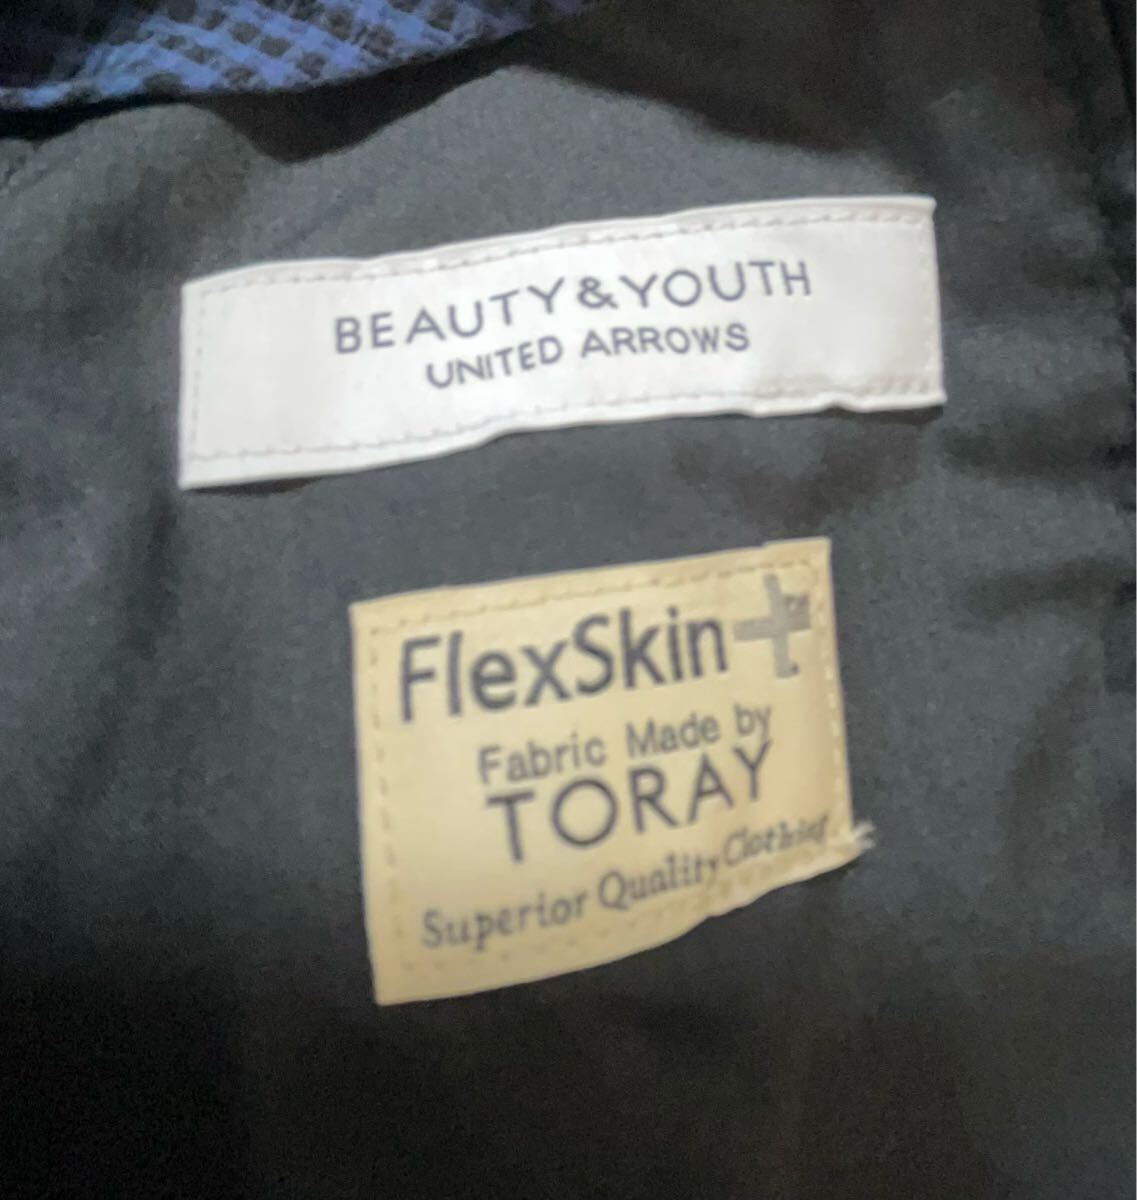 BEAUTY&YOUTH
UNITED ARROWS
FlexSkin+
Fabric Made by
TORAY
Superior Quality Clothing